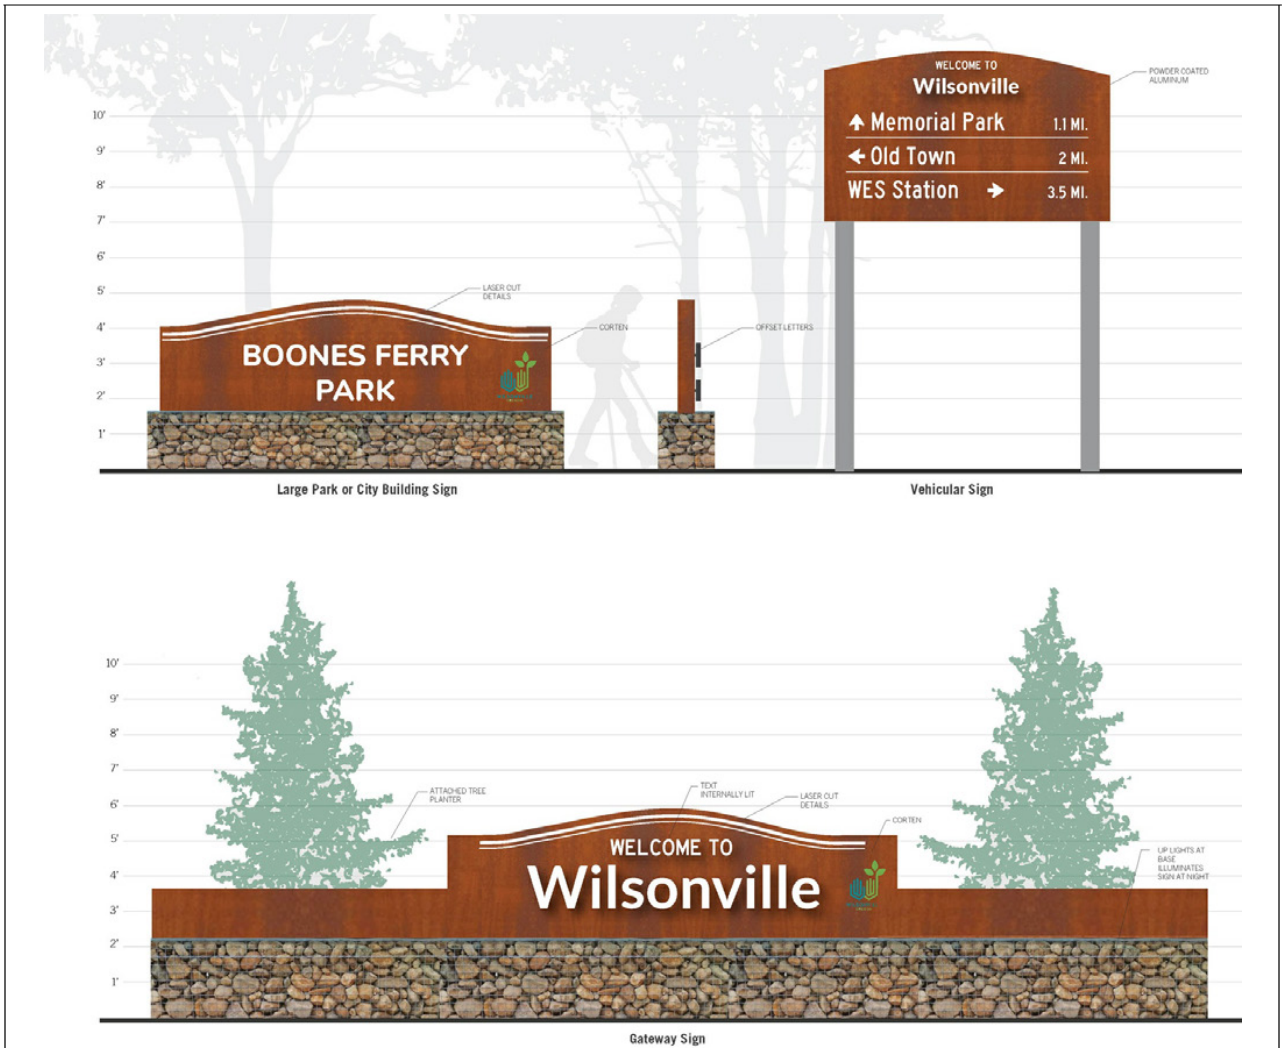 WELCOME TO
Wilsonville
Memorial Park 1.1 MI.
Old Town 2 MI.
WES Station 3.5 MI.
POWDER COATED
ALUMINUM
10'
9'
8'
7'
6'
5'
4'
3'
2'
1'
LASER CUT
DETAILS
CORTEN
OFFSET LETTERS
BOONES FERRY
PARK
Large Park or City Building Sign
Vehicular Sign
10'
9'
8'
7'
6'
5'
4'
3'
2'
1'
ATTACHED TREE
PLANTER
TEXT
INTERNALLY LIT
LASER CUT
DETAILS
CORTEN
UP LIGHTS AT
BASE
ILLUMINATES
SIGN AT NIGHT
WELCOME TO
Wilsonville
Gateway Sign